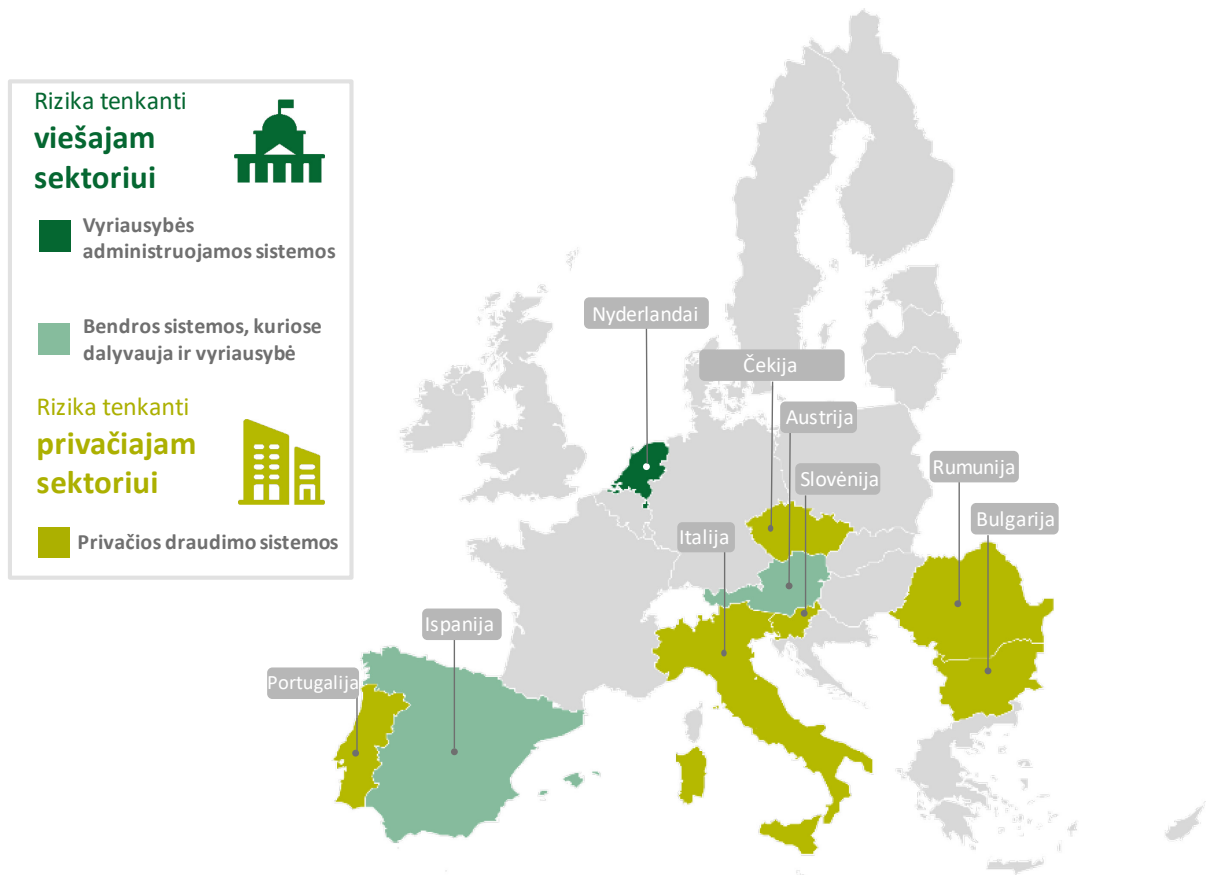 Rizika tenkanti
viešajam
sektoriui
Vyriausybės
administruojamos sistemos
Bendros sistemos, kuriose
dalyvauja ir vyriausybė
Rizika tenkanti
privačiajam
sektoriui
Privačios draudimo sistemos
Nyderlandai
Čekija
Austrija
Slovėnija
Rumunija
Bulgarija
Italija
Ispanija
Portugalija